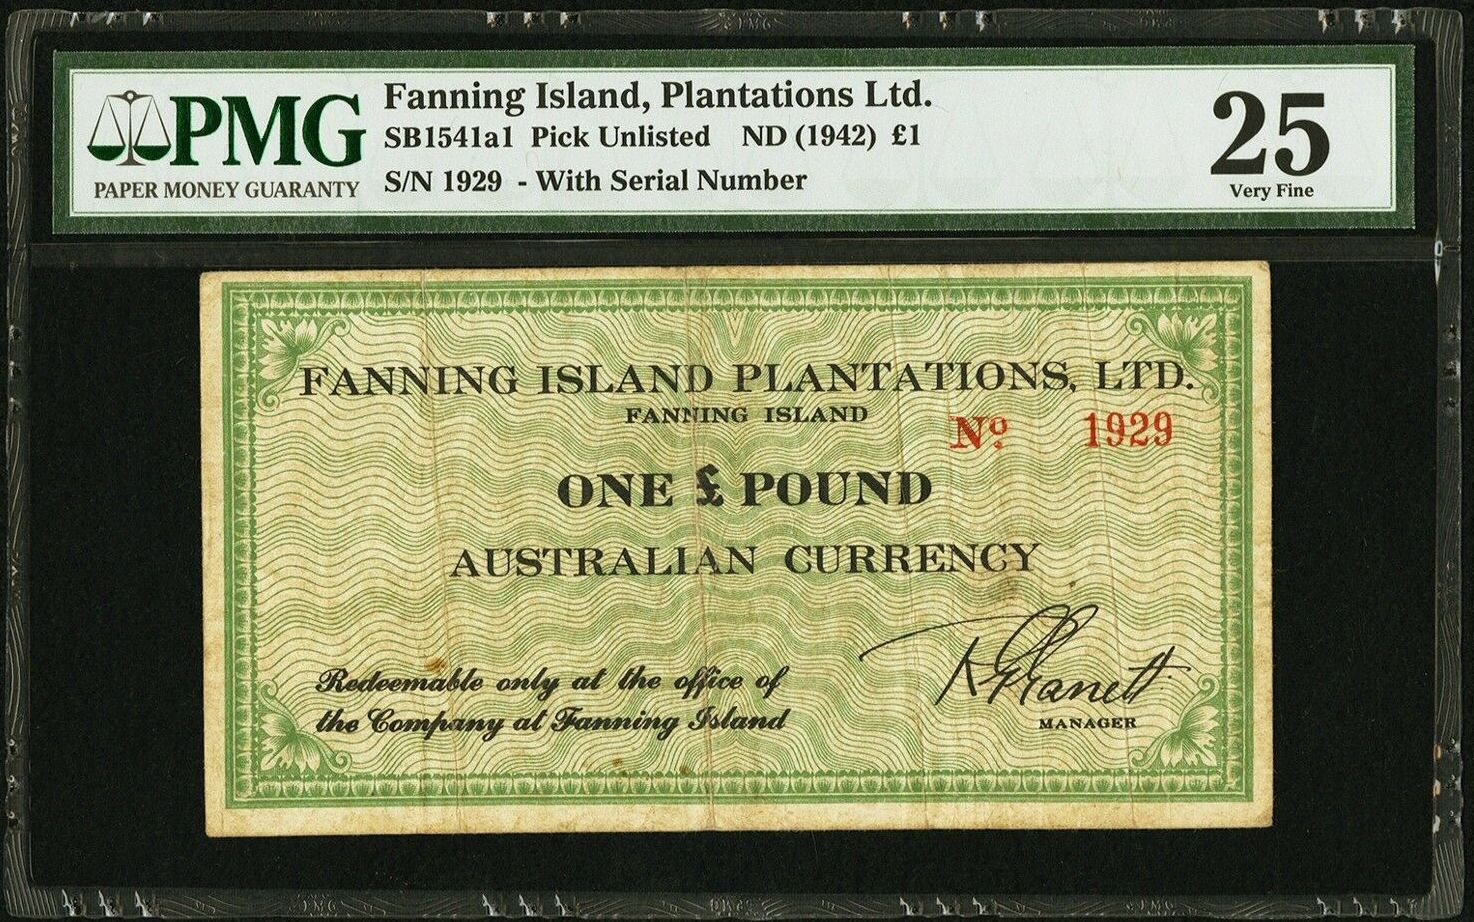 PMG
PAPER MONEY GUARANTY
Fanning Island, Plantations Ltd.
SB1541a1 Pick Unlisted ND (1942) £1
S/N 1929 - With Serial Number
25
Very Fine
FANNING ISLAND PLANTATIONS, LTD.
FANNING ISLAND
Nº 1929
ONE £ POUND
AUSTRALIAN CURRENCY
Redeemable only at the office of
the Company at Fanning Island
MANAGER